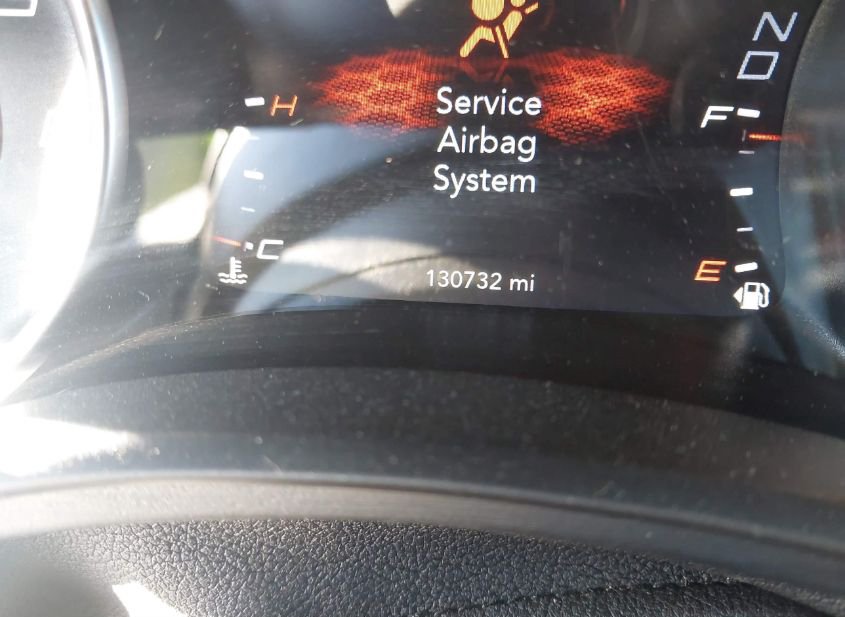 N
D
H
Service
F
Airbag
System
C
130732 mi
E